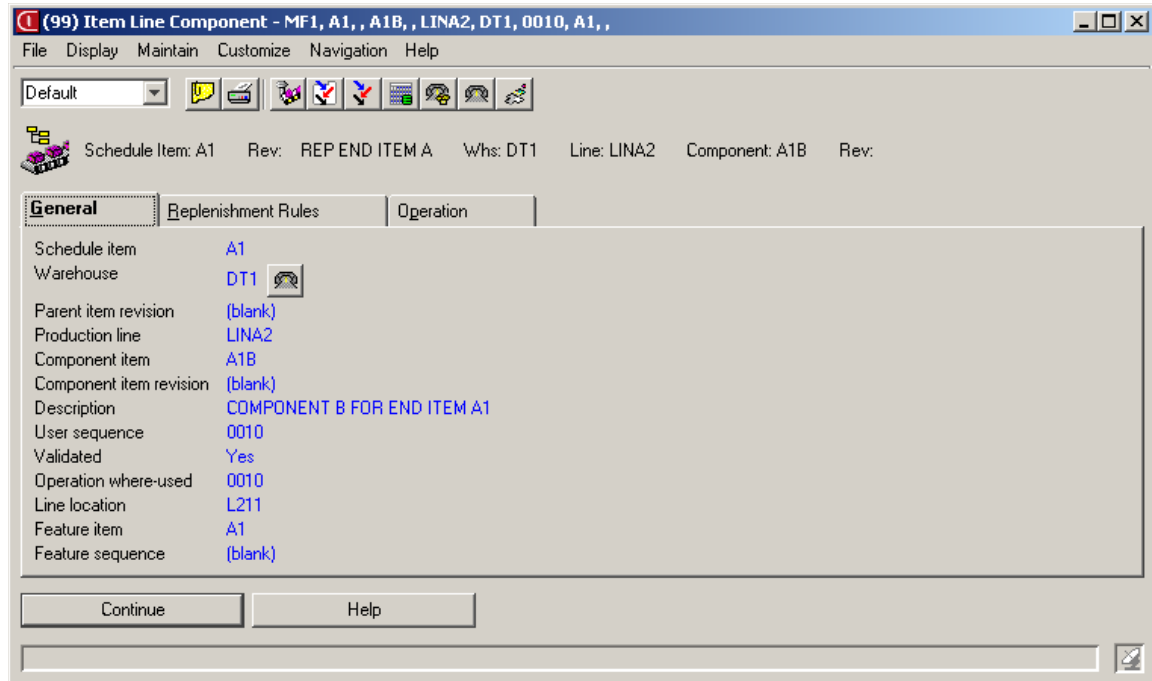 (99) Item Line Component - MF1, A1, , A1B, , LINA2, DT1, 0010, A1, ,
File Display Maintain Customize Navigation Help
Default
Schedule Item: A1 Rev: REP END ITEM A Whs: DT1 Line: LINA2 Component: A1B Rev:
General Replenishment Rules Operation
Schedule item A1
Warehouse DT1
Parent item revision (blank)
Production line LINA2
Component item A1B
Component item revision (blank)
Description COMPONENT B FOR END ITEM A1
User sequence 0010
Validated Yes
Operation where-used 0010
Line location L211
Feature item A1
Feature sequence (blank)
Continue Help